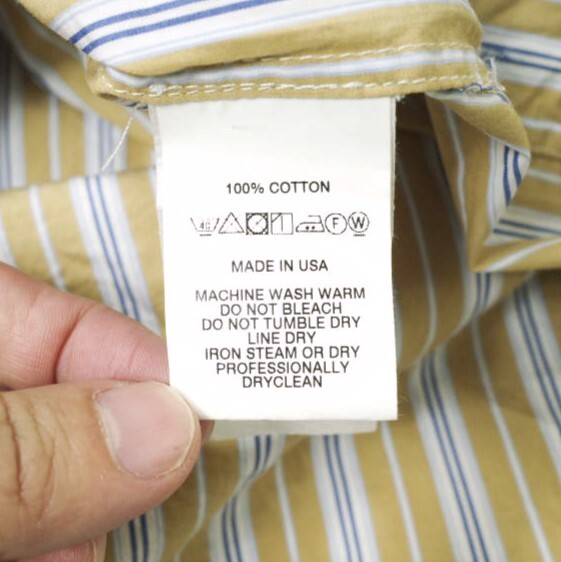 100% COTTON
40 F W
MADE IN USA
MACHINE WASH WARM
DO NOT BLEACH
DO NOT TUMBLE DRY
LINE DRY
IRON STEAM OR DRY
PROFESSIONALLY
DRYCLEAN